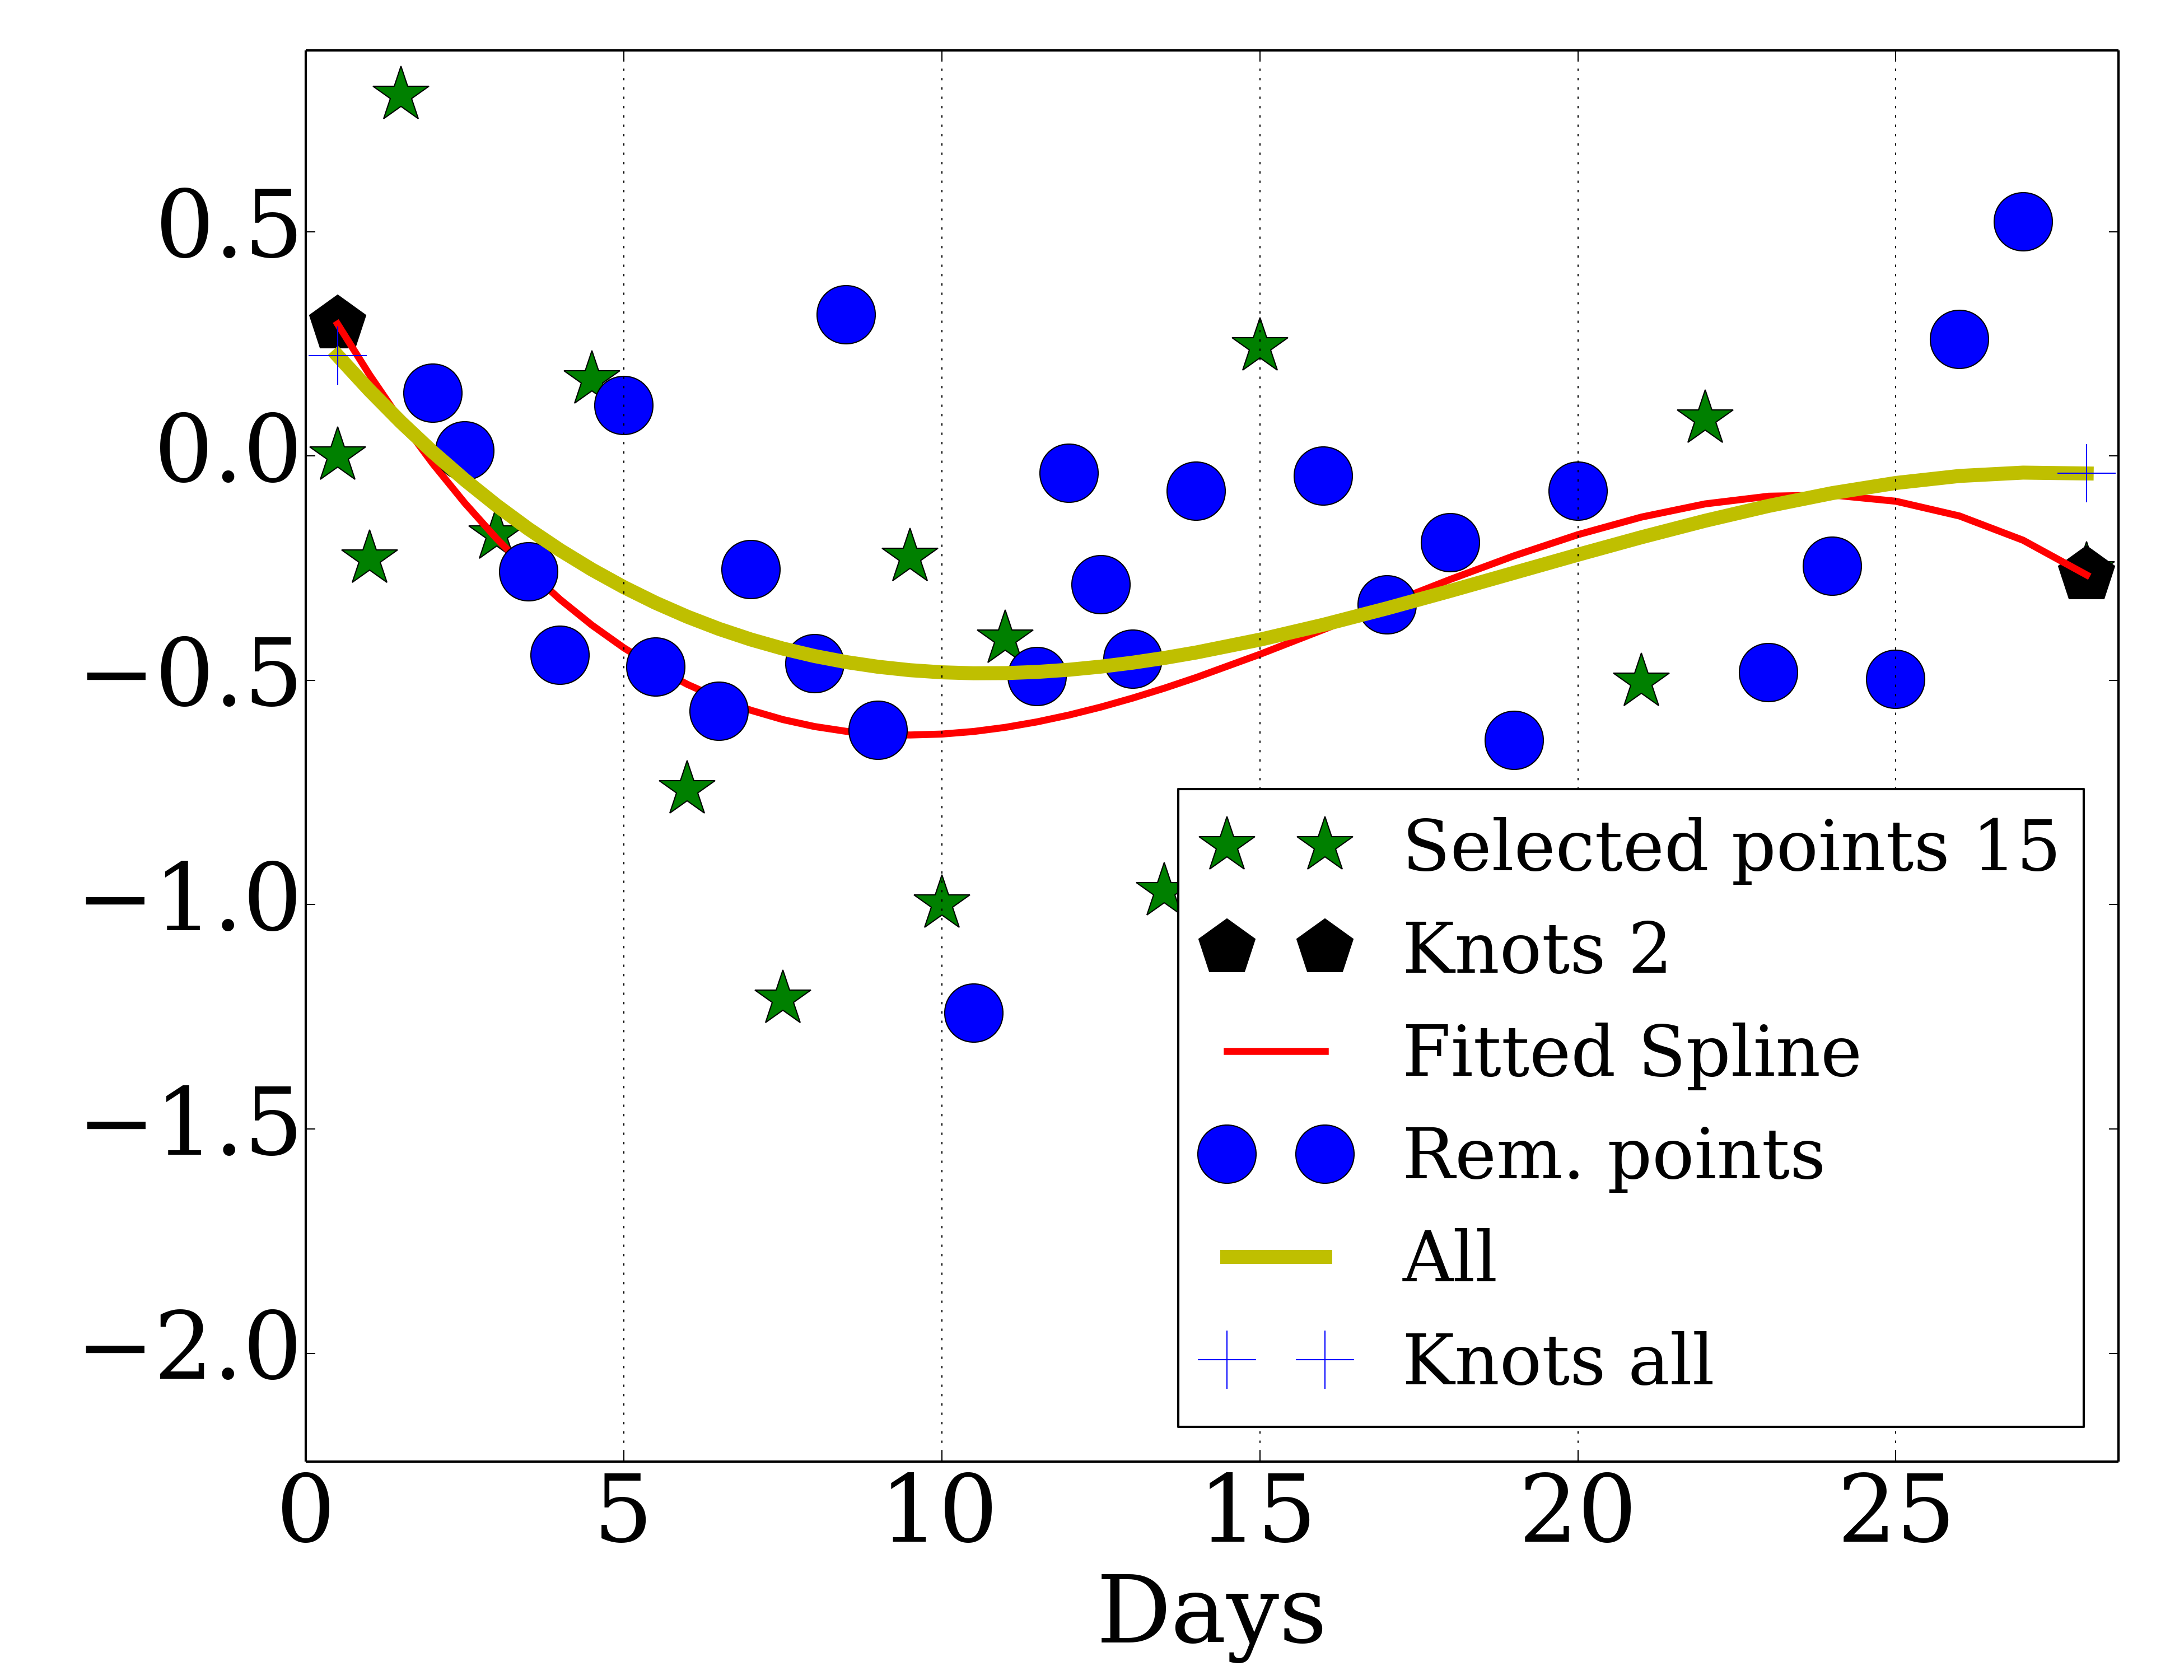 0.5
0.0
−0.5
−1.0
−1.5
−2.0
Selected points 15
Knots 2
Fitted Spline
Rem. points
All
Knots all
0 5 10 15 20 25
Days